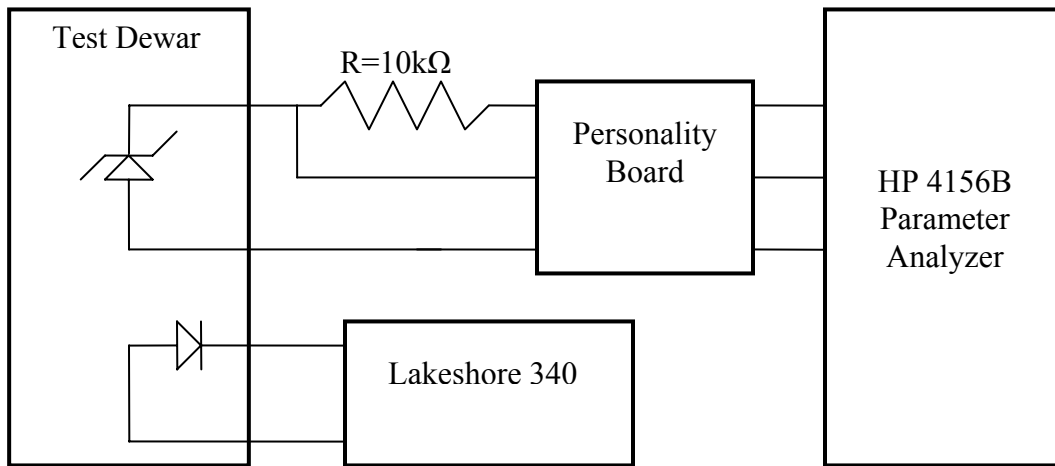 Test Dewar
R=10kΩ
Personality
Board
HP 4156B
Parameter
Analyzer
Lakeshore 340